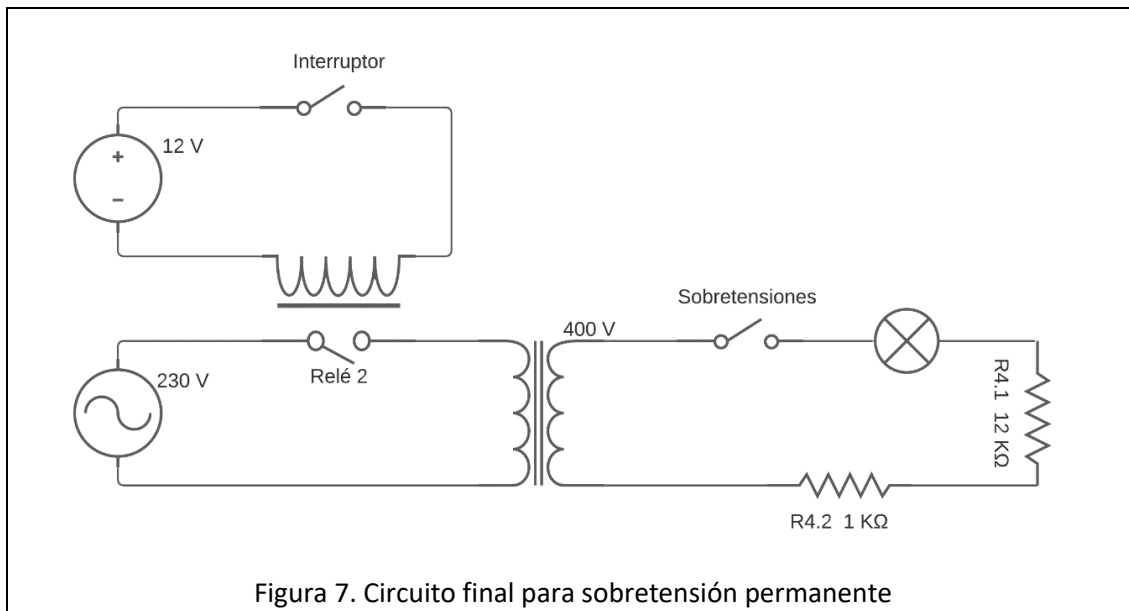 Interruptor
12 V
+
−
Sobretensiones
400 V
Relé 2
230 V
R4.1 12 KΩ
R4.2 1 KΩ
Figura 7. Circuito final para sobretensión permanente